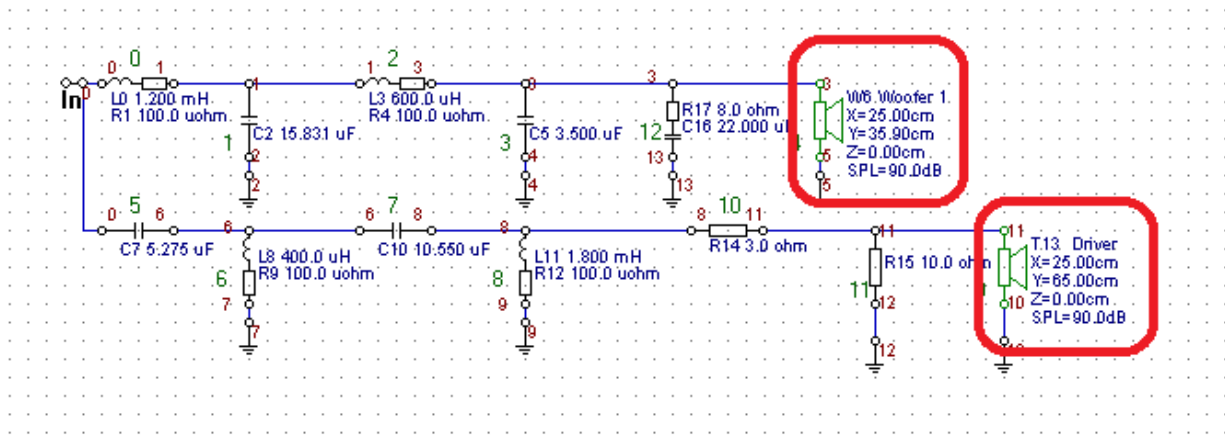 0
0
1
L0 1.200 mH
R1 100.0 uohm
In
0
1
1
C2 15.831 uF
2
2
2
1
3
L3 600.0 uH
R4 100.0 uohm
3
3
C5 3.500 uF
4
4
3
R17 8.0 ohm
C16 22.000 u
12
13
13
3
W6 Woofer 1
X=25.00cm
Y=35.90cm
Z=0.00cm
SPL=90.0dB
5
5
5
0
6
C7 5.275 uF
6
L8 400.0 uH
R9 100.0 uohm
6
7
7
7
6
8
C10 10.550 uF
8
L11 1.800 mH
R12 100.0 uohm
8
9
9
10
8
11
R14 3.0 ohm
11
R15 10.0 ohm
11
12
12
11
T13 Driver
X=25.00cm
Y=65.00cm
Z=0.00cm
SPL=90.0dB
10